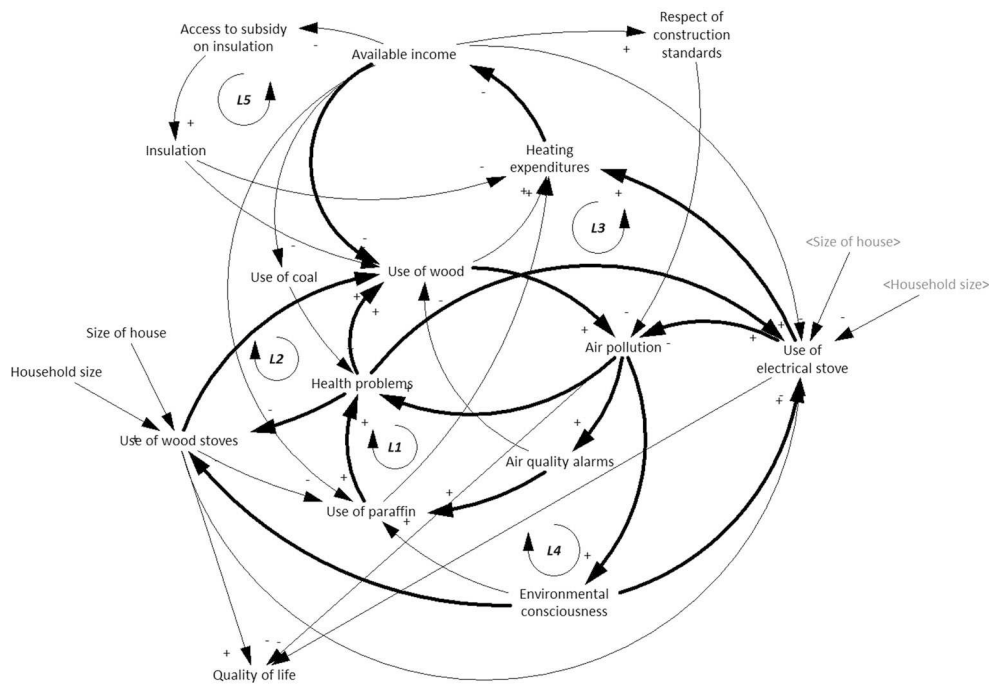 Access to subsidy
on insulation
Respect of
construction
standards
Available income
L5
Insulation
Heating
expenditures
L3
<Size of house>
<Household size>
Use of coal
Use of wood
Size of house
L2
Air pollution
Use of
electrical stove
Household size
Health problems
Use of wood stoves
L1
Air quality alarms
Use of paraffin
L4
Environmental
consciousness
Quality of life